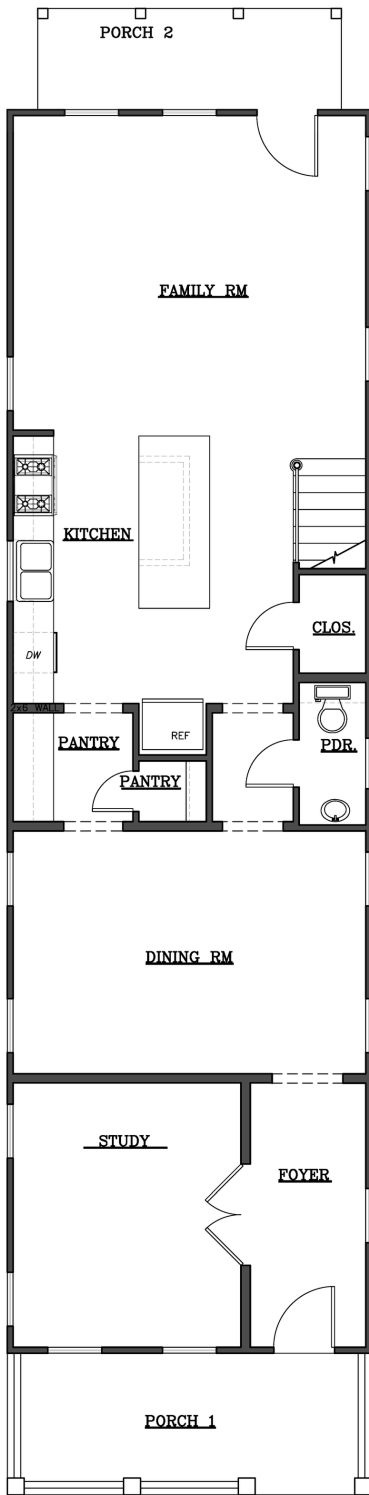 PORCH 2
FAMILY RM
KITCHEN
CLOS.
DW
2x6 WALL
PANTRY
REF
PDR.
PANTRY
DINING RM
STUDY
FOYER
PORCH 1